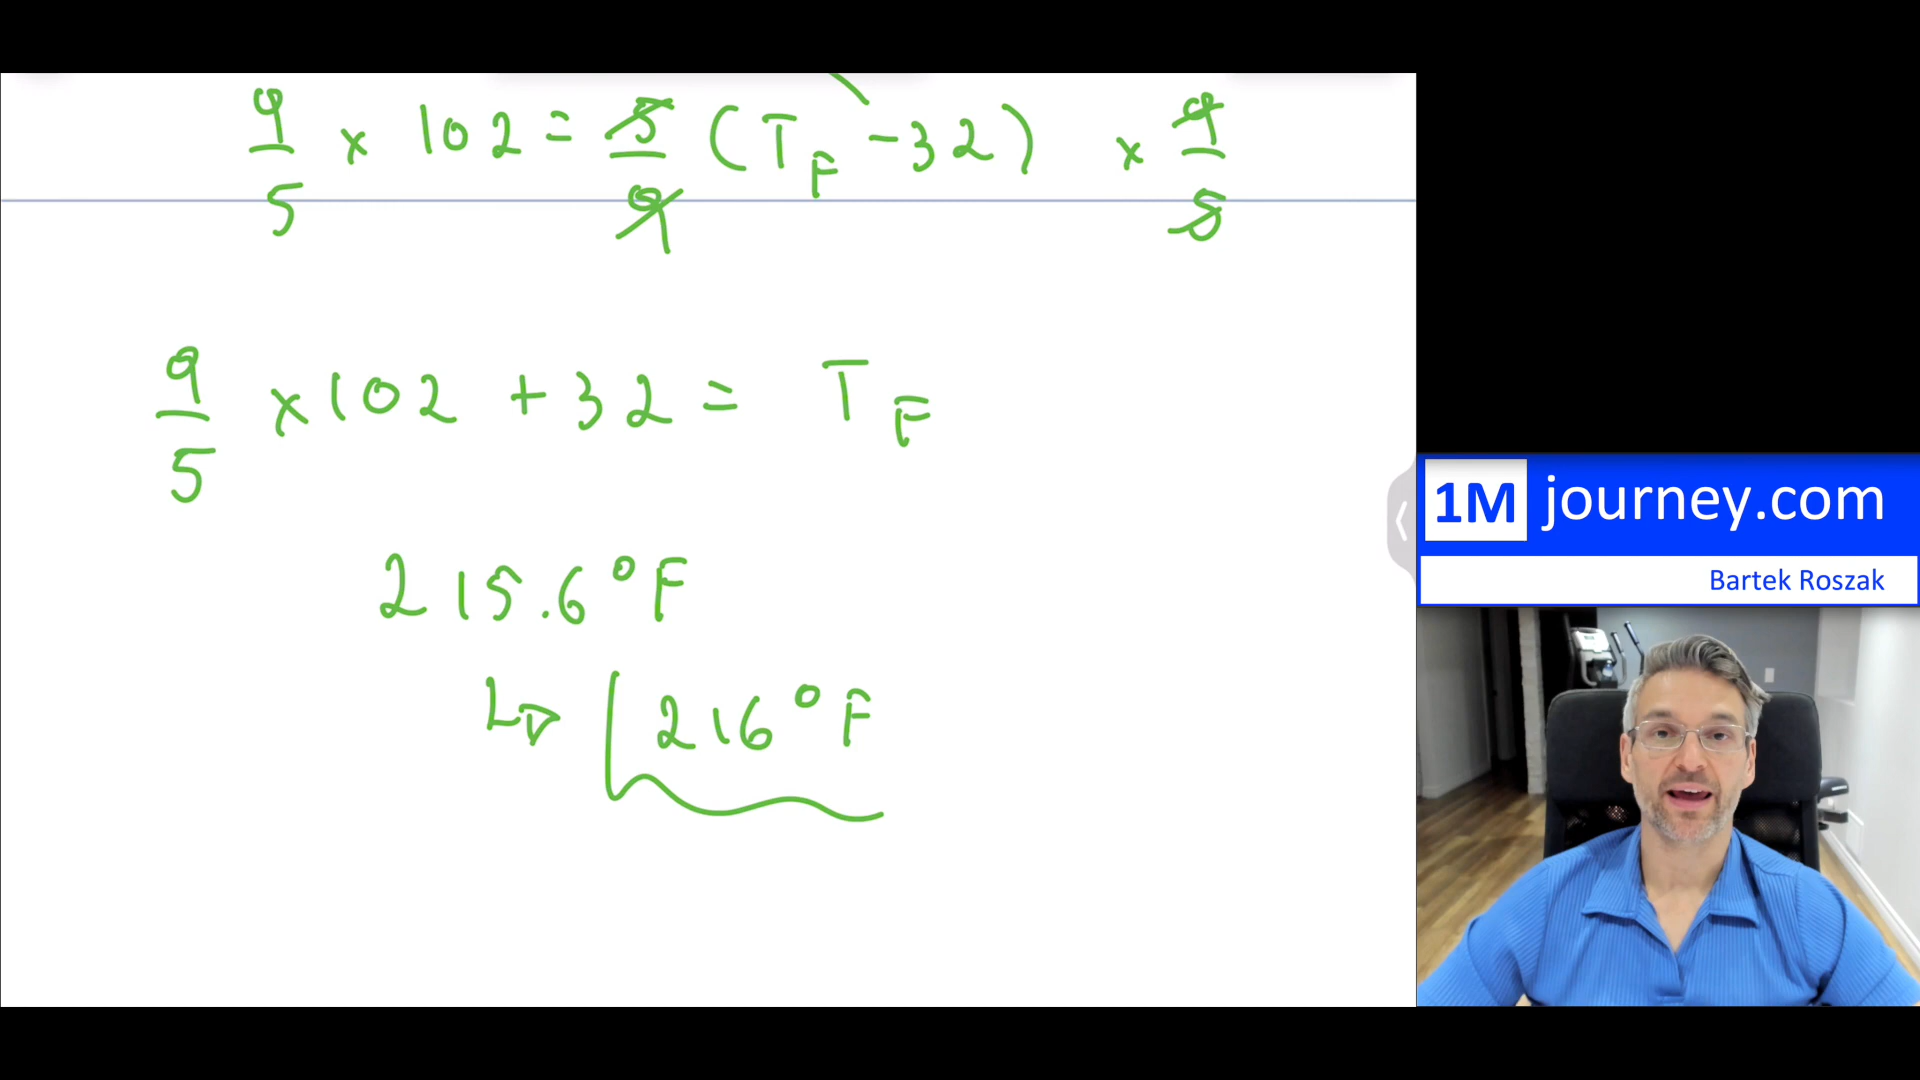 9/5 x 102 = 5/9 (T_F - 32) x 9/5
9/5 x 102 + 32 = T_F
215.6°F
216°F
1M journey.com
Bartek Roszak